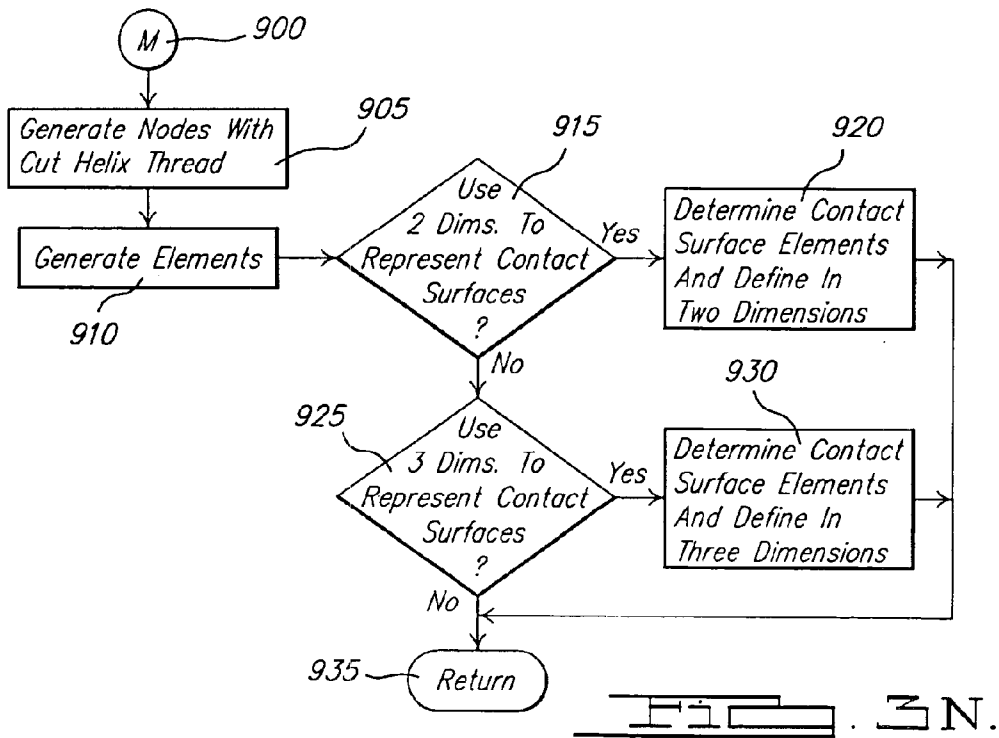 M
900
Generate Nodes With
Cut Helix Thread
905
Generate Elements
910
Use
2 Dims. To
Represent Contact
Surfaces
?
915
Yes
No
Determine Contact
Surface Elements
And Define In
Two Dimensions
920
Use
3 Dims. To
Represent Contact
Surfaces
?
925
Yes
No
Determine Contact
Surface Elements
And Define In
Three Dimensions
930
Return
935
FIG. 3N.